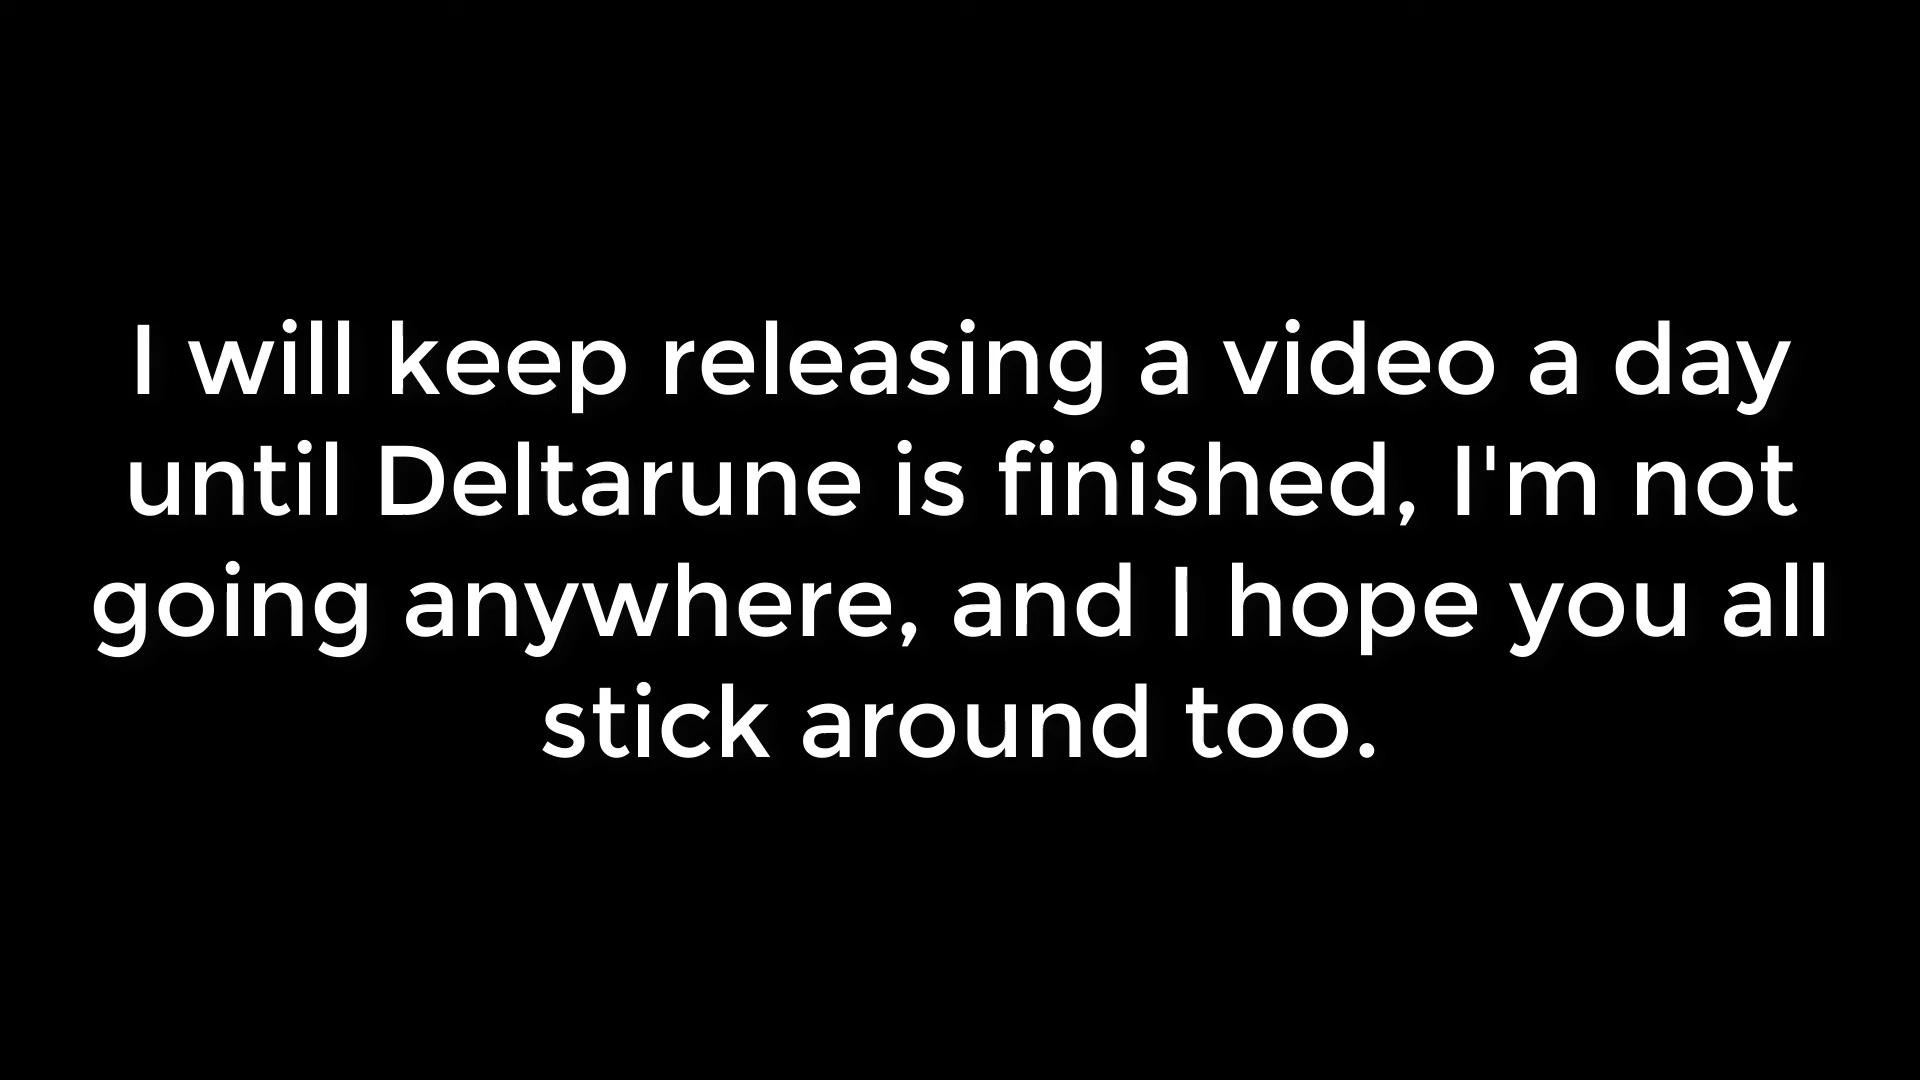 I will keep releasing a video a day
until Deltarune is finished, I'm not
going anywhere, and I hope you all
stick around too.